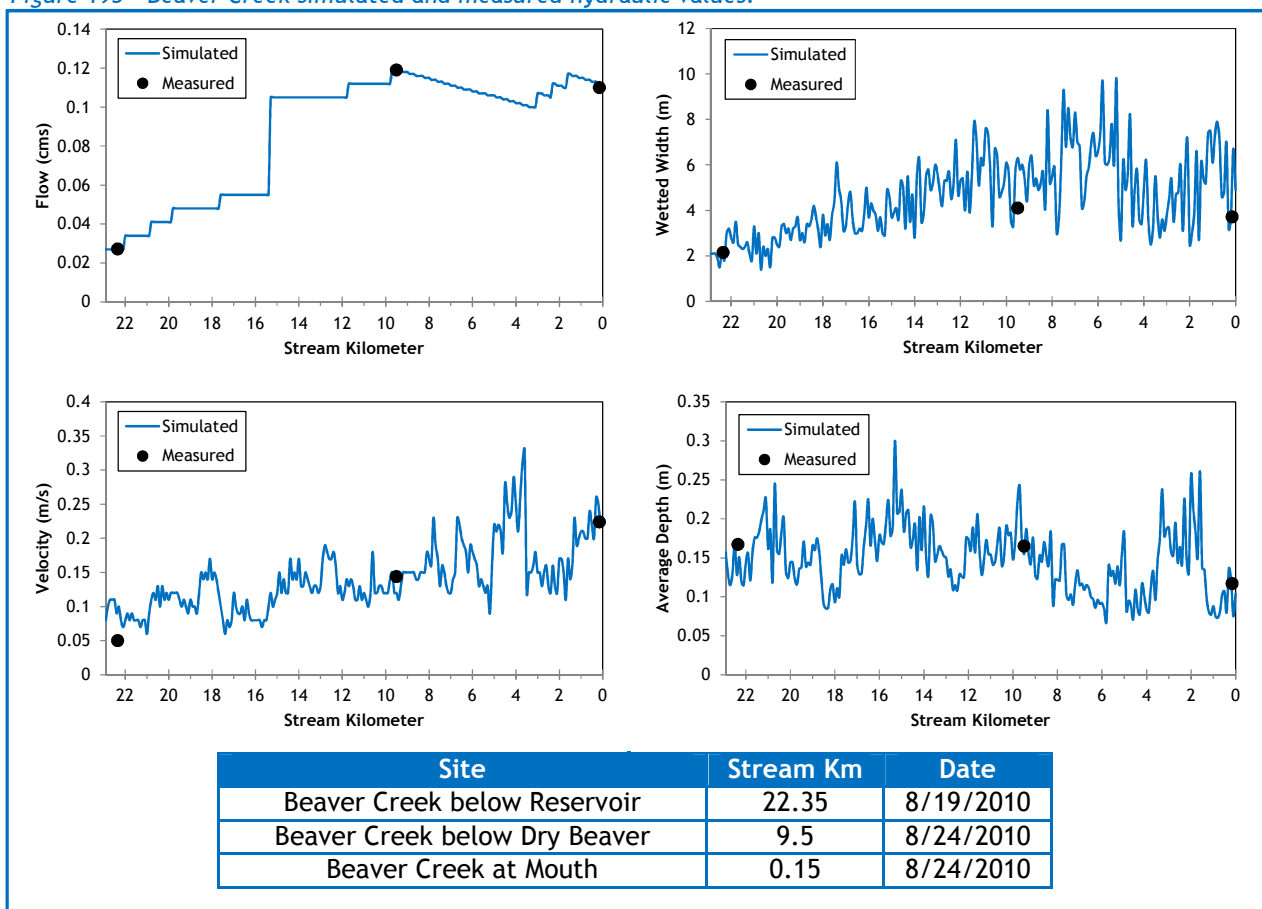 Figure 193 - Beaver Creek simulated and measured hydraulic values.
0.14
0.12
0.1
0.08
0.06
0.04
0.02
0
Flow (cms)
Simulated
Measured
22 20 18 16 14 12 10 8 6 4 2 0
Stream Kilometer
12
10
8
6
4
2
0
Wetted Width (m)
Simulated
Measured
22 20 18 16 14 12 10 8 6 4 2 0
Stream Kilometer
0.4
0.35
0.3
0.25
0.2
0.15
0.1
0.05
0
Velocity (m/s)
Simulated
Measured
22 20 18 16 14 12 10 8 6 4 2 0
Stream Kilometer
0.35
0.3
0.25
0.2
0.15
0.1
0.05
0
Average Depth (m)
Simulated
Measured
22 20 18 16 14 12 10 8 6 4 2 0
Stream Kilometer
Site Stream Km Date
Beaver Creek below Reservoir 22.35 8/19/2010
Beaver Creek below Dry Beaver 9.5 8/24/2010
Beaver Creek at Mouth 0.15 8/24/2010